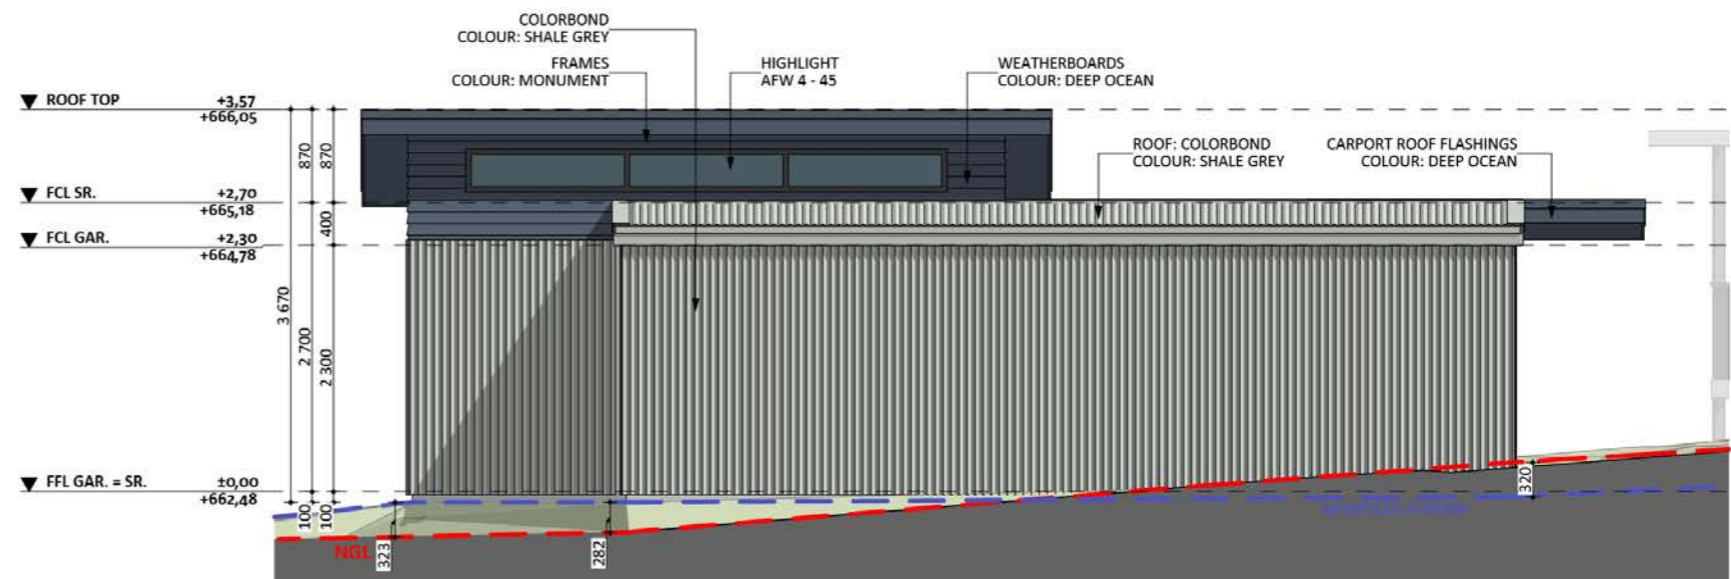 COLORBOND
COLOUR: SHALE GREY
FRAMES
COLOUR: MONUMENT
HIGHLIGHT
AFW 4 - 45
WEATHERBOARDS
COLOUR: DEEP OCEAN
ROOF TOP +3,57
+666,05
ROOF: COLORBOND
COLOUR: SHALE GREY
CARPORT ROOF FLASHINGS
COLOUR: DEEP OCEAN
870
870
FCL SR. +2,70
+665,18
400
FCL GAR. +2,30
+664,78
3 670
2 700
2 300
FFL GAR. = SR. ±0,00
+662,48
100
100
NGL
323
282
320